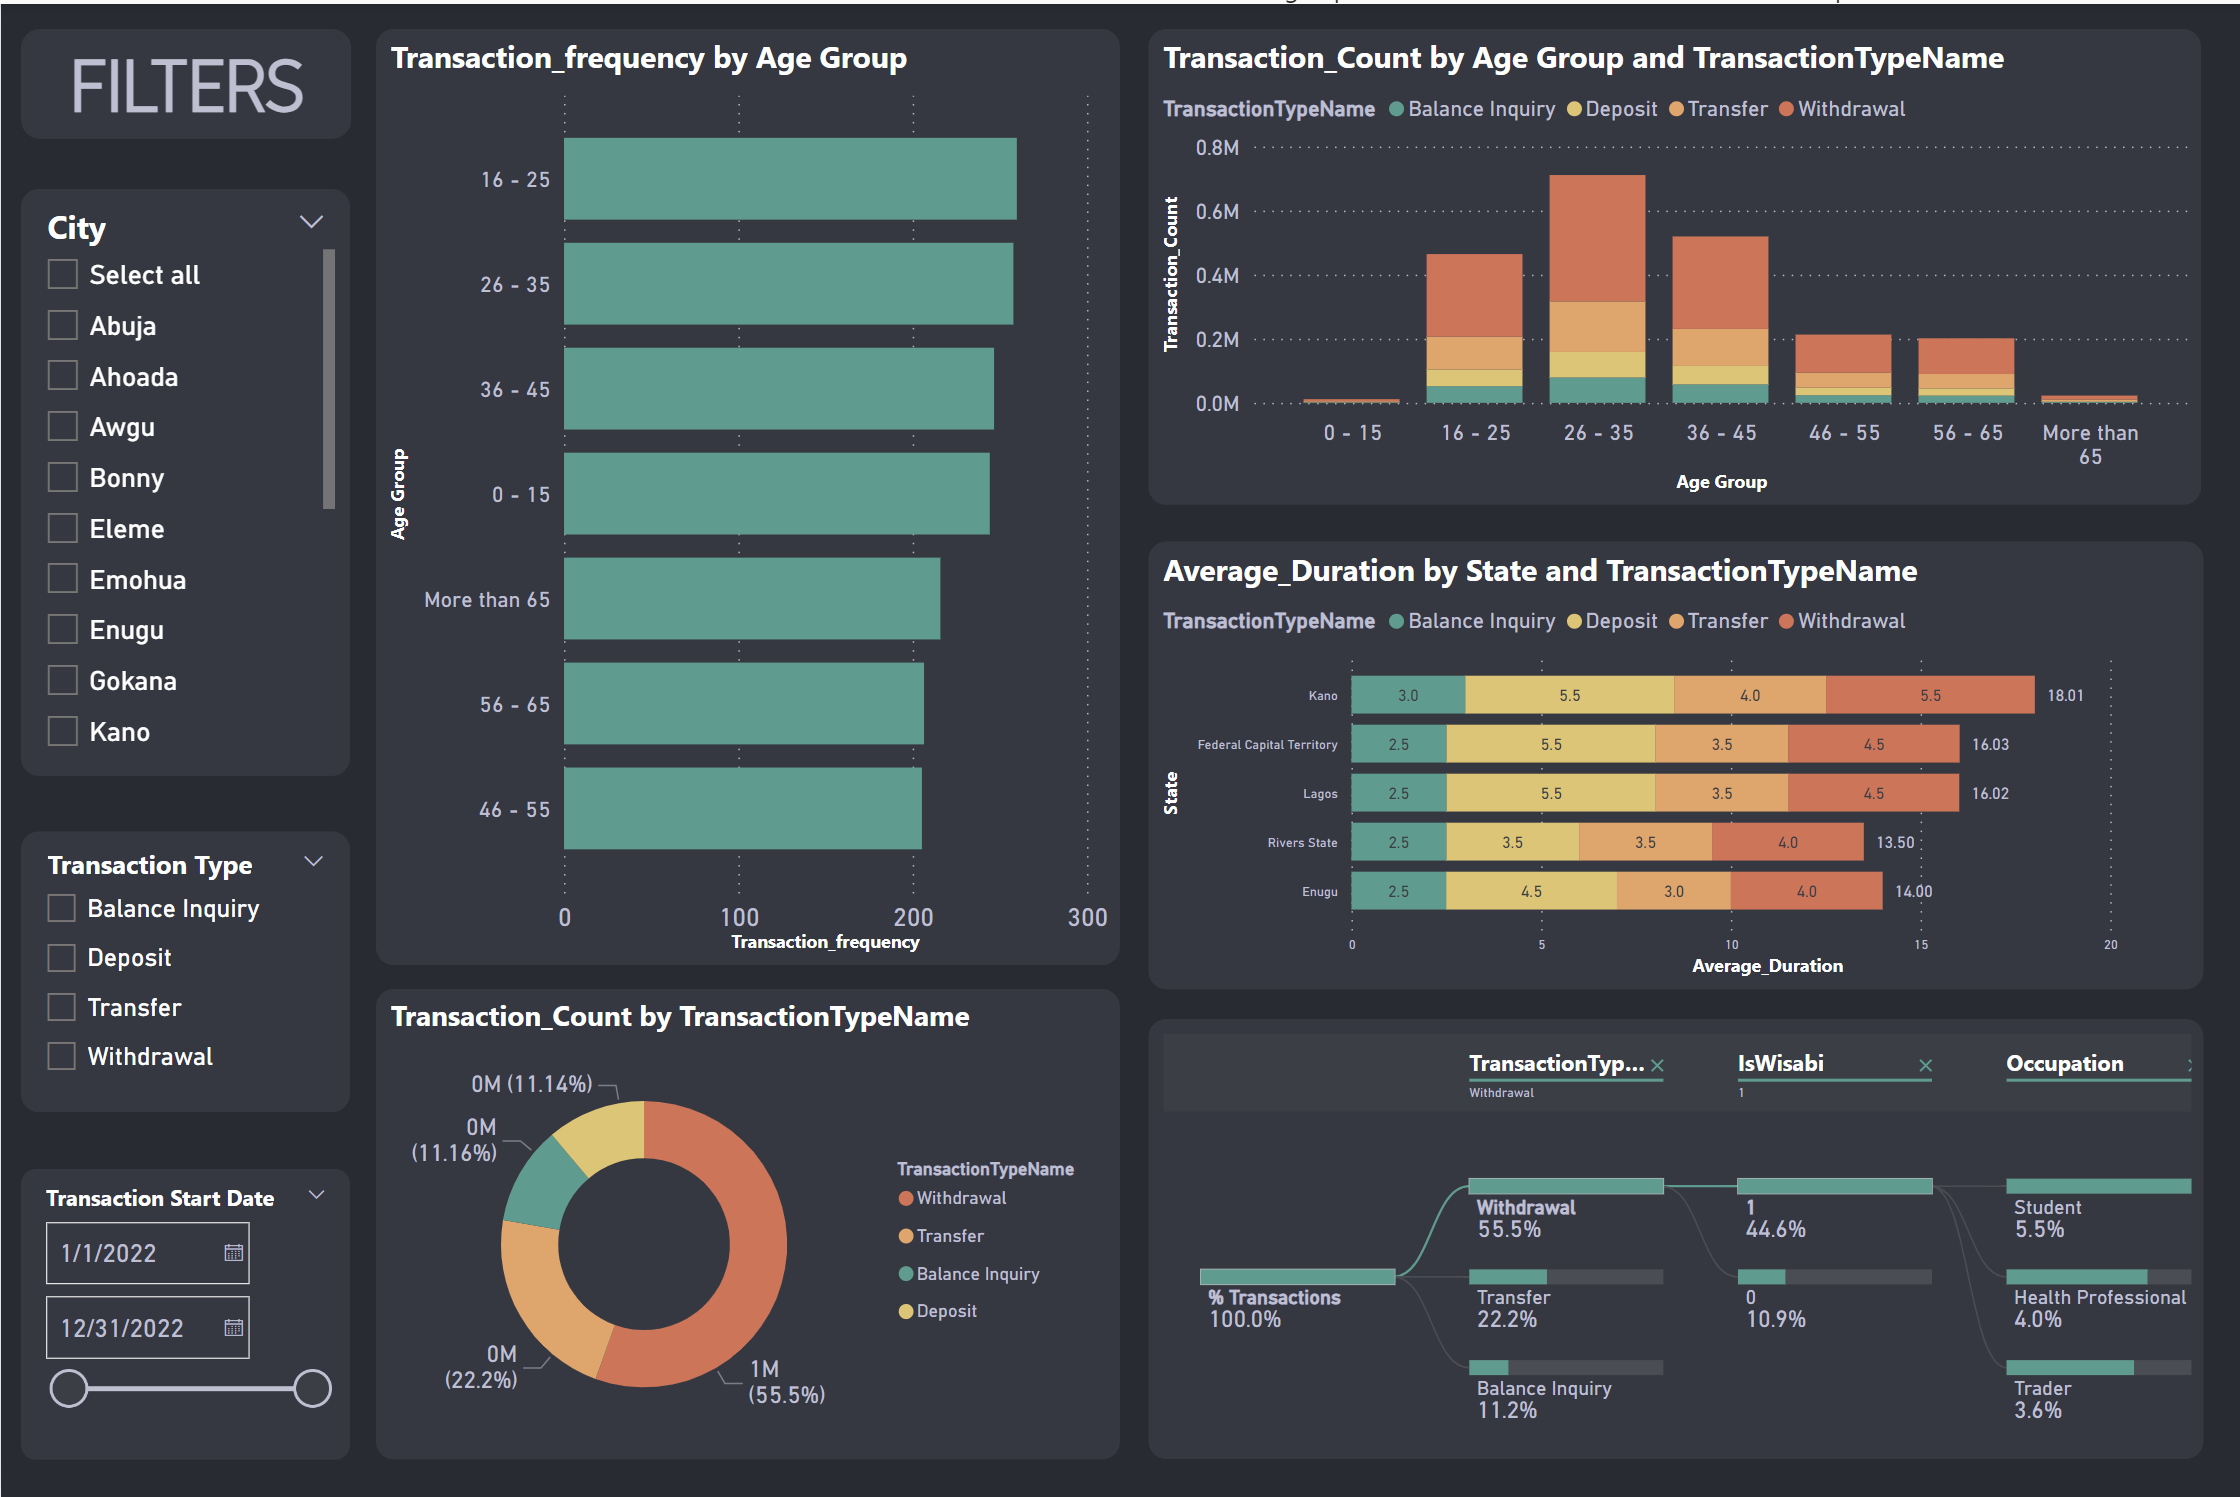 FILTERS
City
Select all
Abuja
Ahoada
Awgu
Bonny
Eleme
Emohua
Enugu
Gokana
Kano
Transaction Type
Balance Inquiry
Deposit
Transfer
Withdrawal
Transaction Start Date
1/1/2022
12/31/2022
Transaction_frequency by Age Group
Age Group
16 - 25
26 - 35
36 - 45
0 - 15
More than 65
56 - 65
46 - 55
0 100 200 300
Transaction_frequency
Transaction_Count by TransactionTypeName
0M (11.14%)
0M
(11.16%)
0M
(22.2%)
1M
(55.5%)
TransactionTypeName
Withdrawal
Transfer
Balance Inquiry
Deposit
Transaction_Count by Age Group and TransactionTypeName
TransactionTypeName Balance Inquiry Deposit Transfer Withdrawal
Transaction_Count
0.8M
0.6M
0.4M
0.2M
0.0M
0 - 15 16 - 25 26 - 35 36 - 45 46 - 55 56 - 65 More than
65
Age Group
Average_Duration by State and TransactionTypeName
TransactionTypeName Balance Inquiry Deposit Transfer Withdrawal
State
Kano 3.0 5.5 4.0 5.5 18.01
Federal Capital Territory 2.5 5.5 3.5 4.5 16.03
Lagos 2.5 5.5 3.5 4.5 16.02
Rivers State 2.5 3.5 3.5 4.0 13.50
Enugu 2.5 4.5 3.0 4.0 14.00
0 5 10 15 20
Average_Duration
TransactionTyp... IsWisabi Occupation
Withdrawal 1
% Transactions
100.0%
Withdrawal
55.5%
Transfer
22.2%
Balance Inquiry
11.2%
1
44.6%
0
10.9%
Student
5.5%
Health Professional
4.0%
Trader
3.6%